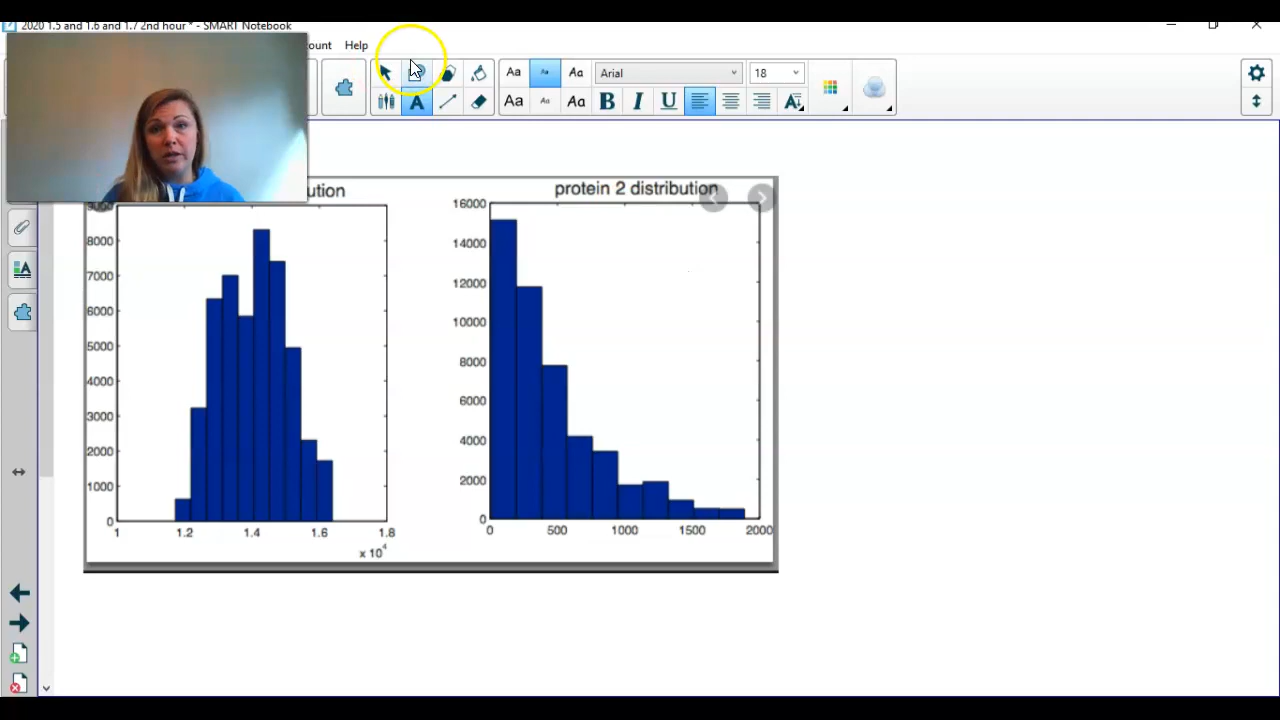 2020 1.5 and 1.6 and 1.7 2nd hour * - SMART Notebook
Help
Aa Aa Aa Arial 18
Aa Aa Aa B I U A
protein 2 distribution
8000
7000
6000
5000
4000
3000
2000
1000
0
1 1.2 1.4 1.6 1.8
x 10⁴
16000
14000
12000
10000
8000
6000
4000
2000
0
0 500 1000 1500 2000